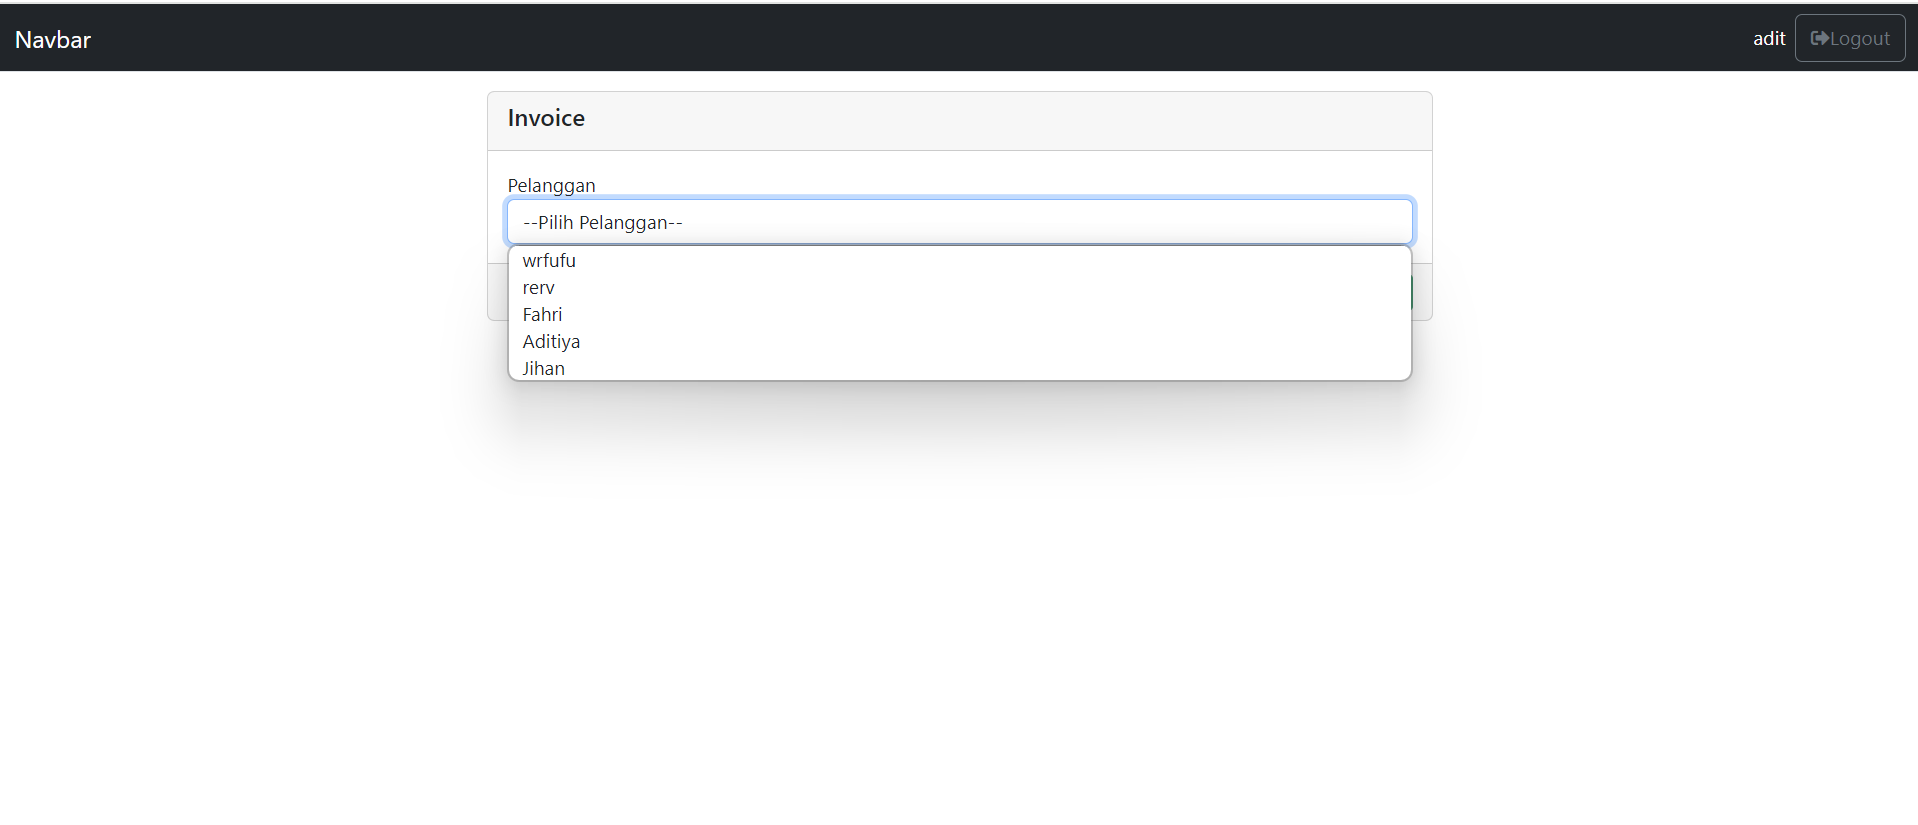 Navbar
adit
Logout
Invoice
Pelanggan
--Pilih Pelanggan--
wrfufu
rerv
Fahri
Aditiya
Jihan